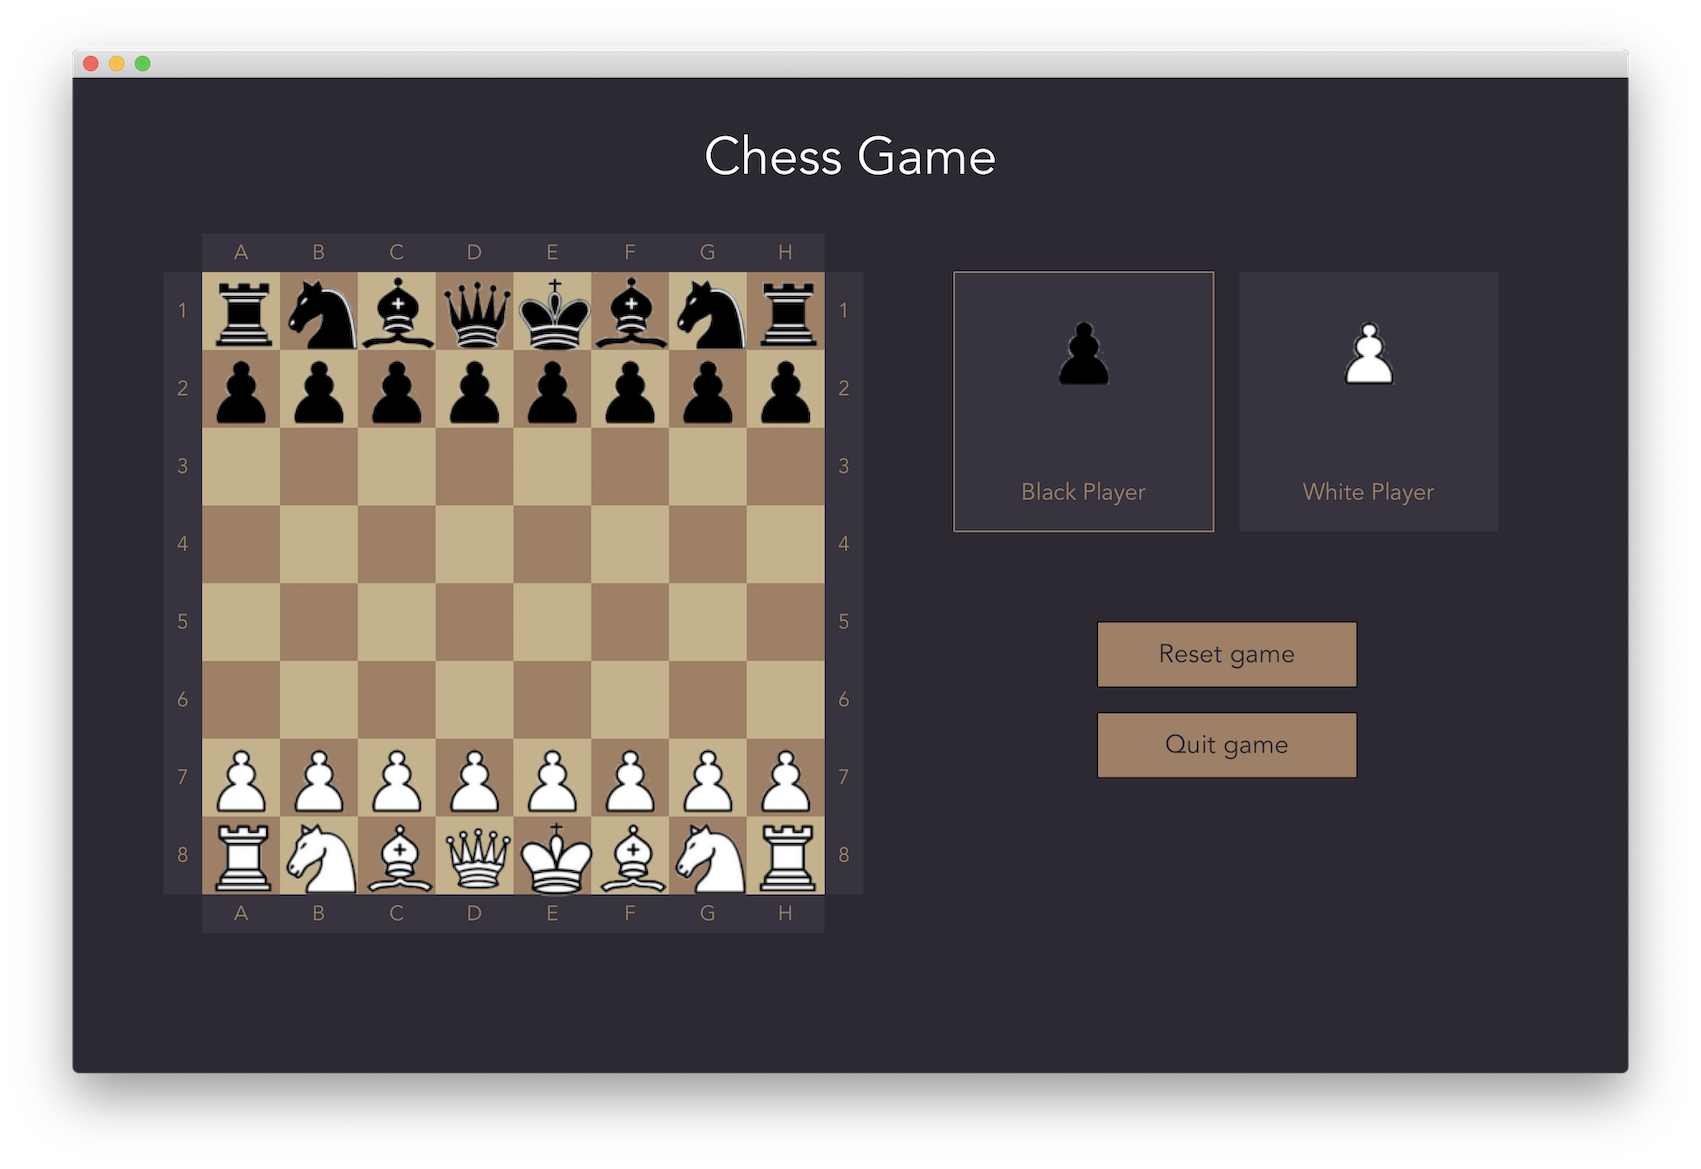 Chess Game
A B C D E F G H
1 1
2 2
3 3
4 4
5 5
6 6
7 7
8 8
A B C D E F G H
Black Player
White Player
Reset game
Quit game